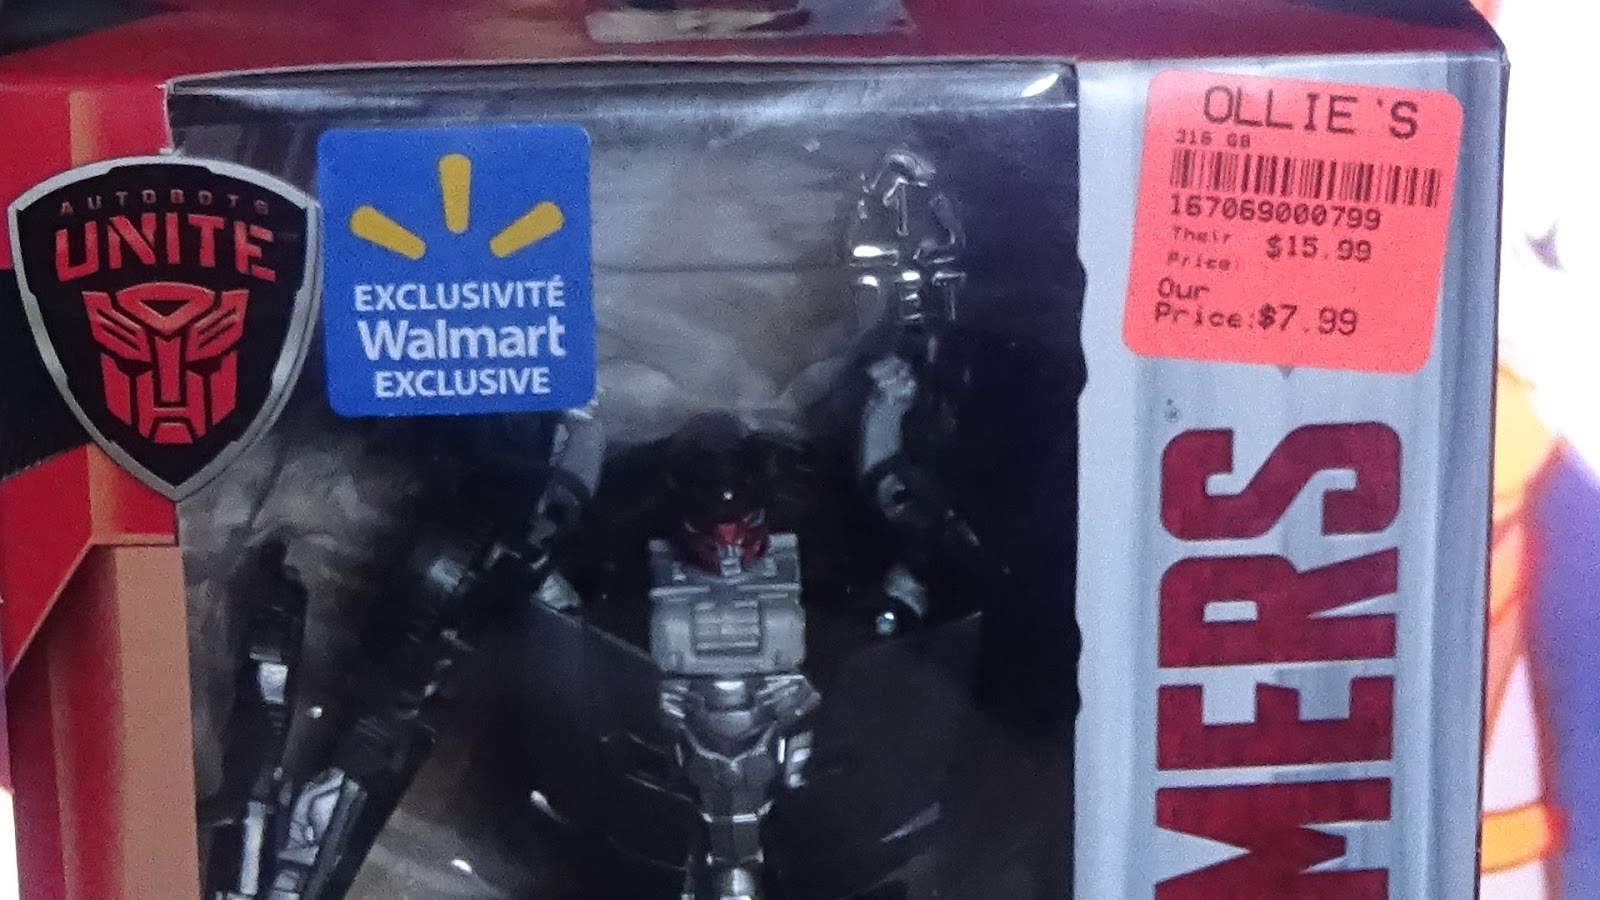 AUTOBOTS
UNITE
EXCLUSIVITÉ
Walmart
EXCLUSIVE
OLLIE'S
316 GB
167069000799
Their $15.99
Price:
Our
Price:$7.99
MERS